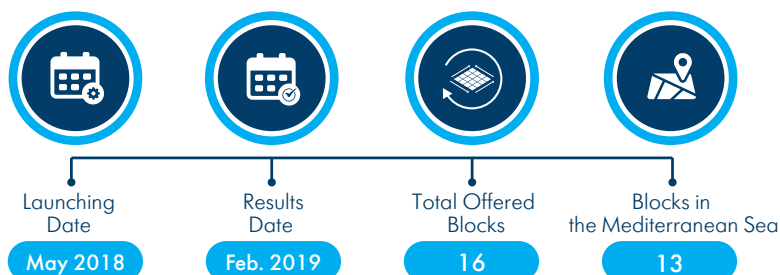 Launching
Date
May 2018
Results
Date
Feb. 2019
Total Offered
Blocks
16
Blocks in
the Mediterranean Sea
13